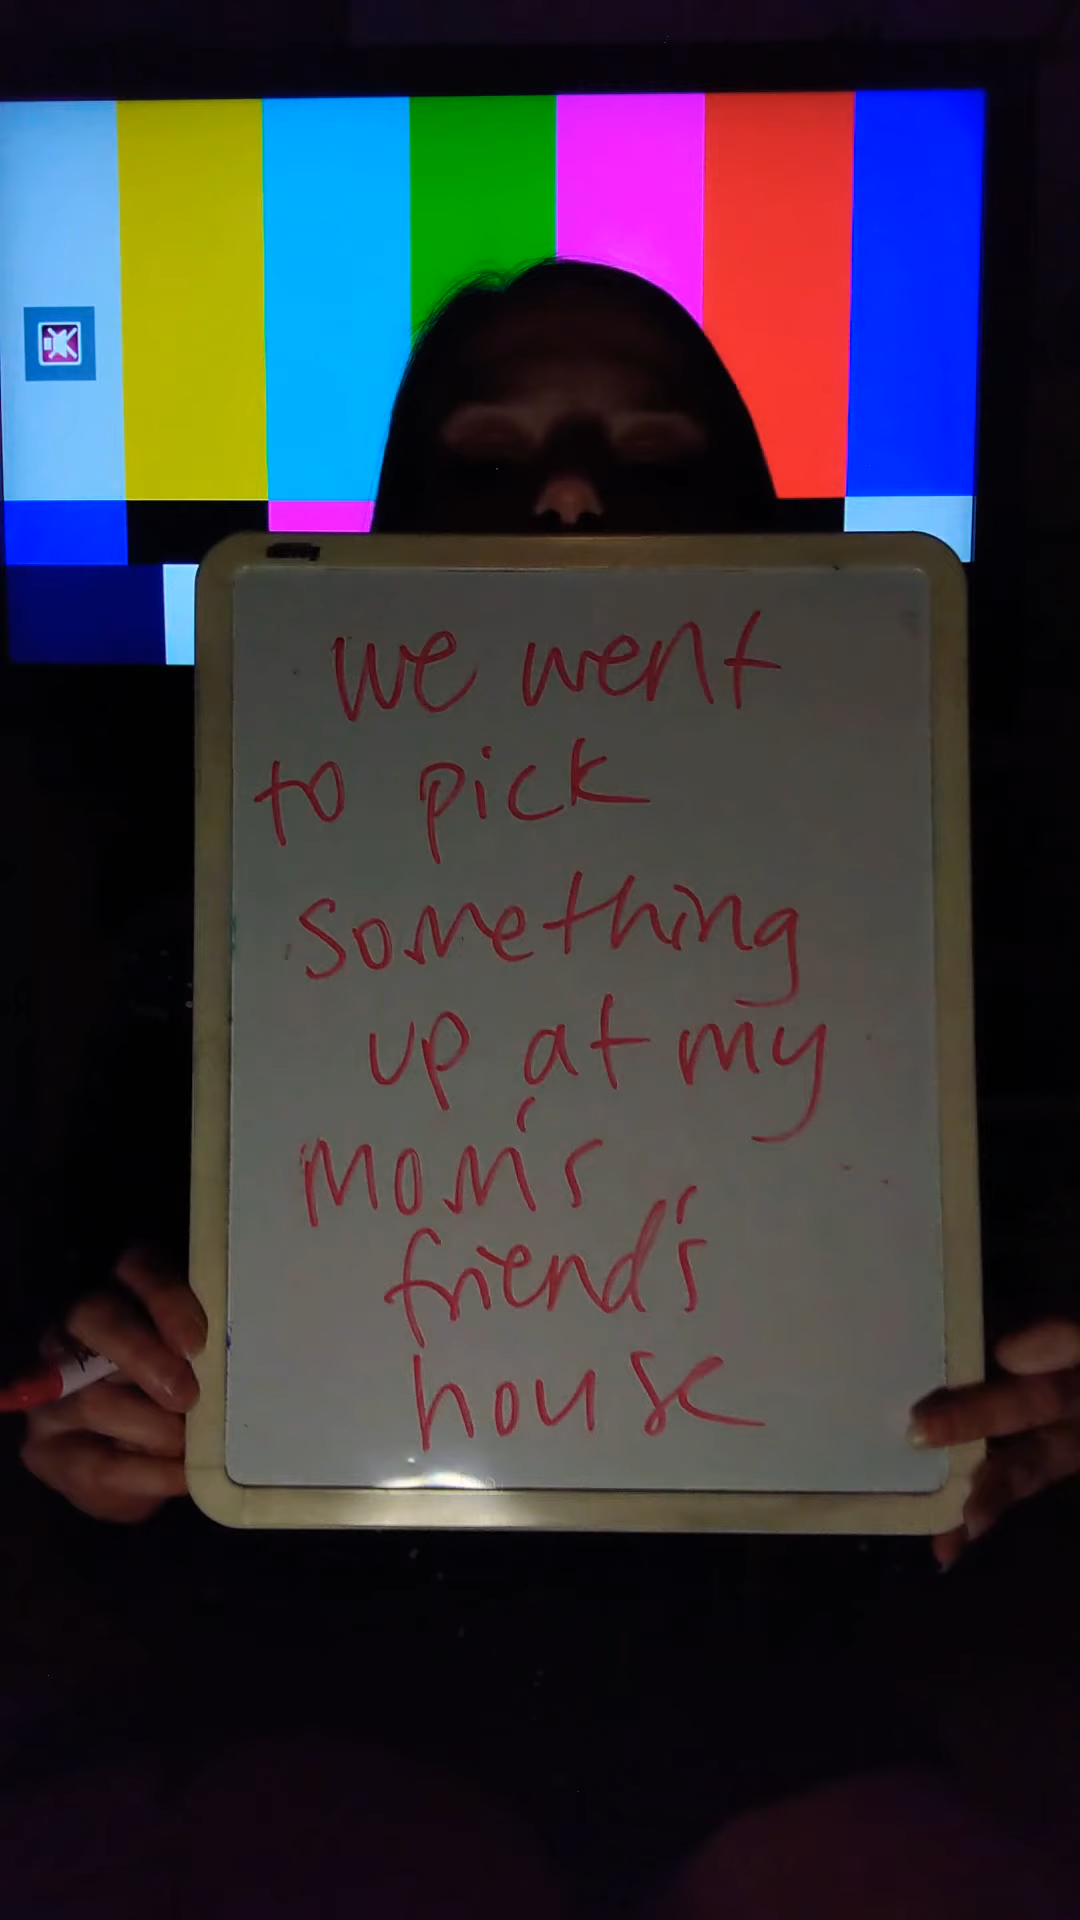 we went
to pick
something
up at my
mom's
friend's
house